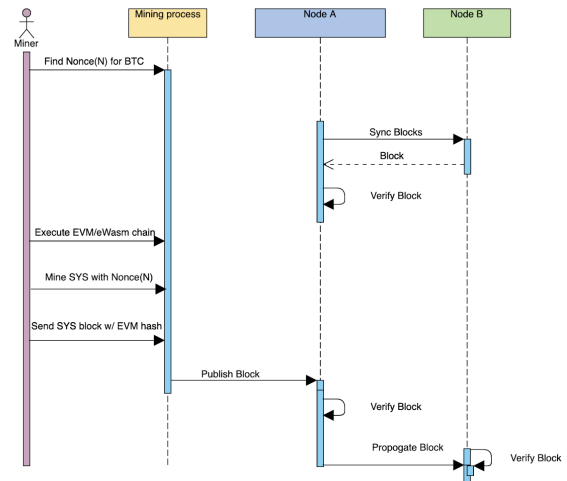 Mining process
Node A
Node B
Miner
Find Nonce(N) for BTC
Sync Blocks
Block
Verify Block
Execute EVM/eWasm chain
Mine SYS with Nonce(N)
Send SYS block w/ EVM hash
Publish Block
Verify Block
Propogate Block
Verify Block